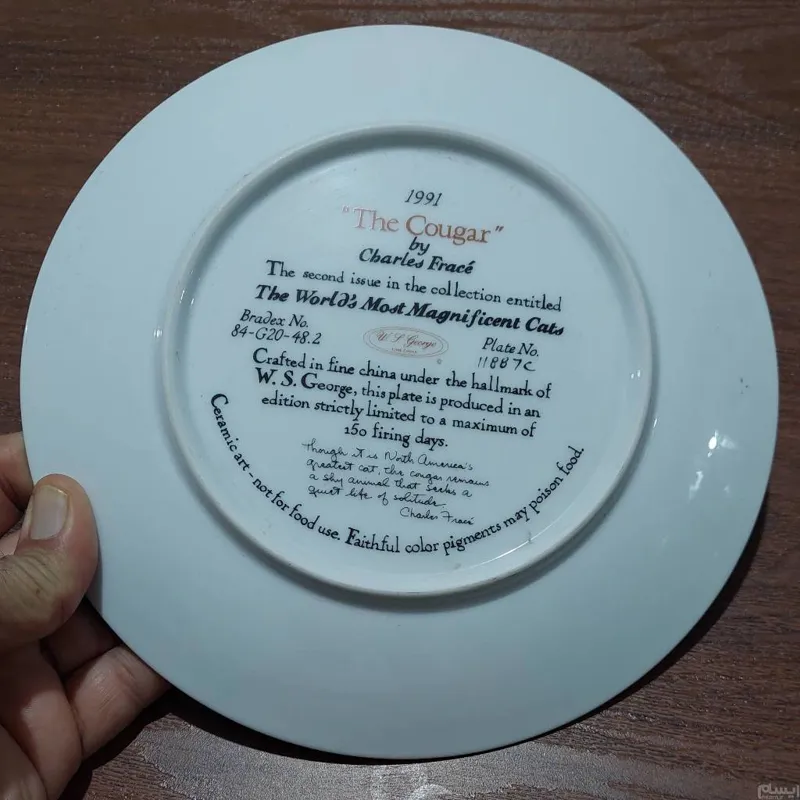 1991
"The Cougar"
by
Charles Fracé
The second issue in the collection entitled
The World's Most Magnificent Cats
Bradex No.
84-G20-48.2
W. S. George
Plate No.
11887C
Crafted in fine china under the hallmark of
W. S. George, this plate is produced in an
edition strictly limited to a maximum of
150 firing days.
Though it is North America's
greatest cat, the cougar remains
a shy animal that seeks a
quiet life of solitude.
Charles Fracé
Ceramic art - not for food use. Faithful color pigments may poison food.
ایسام